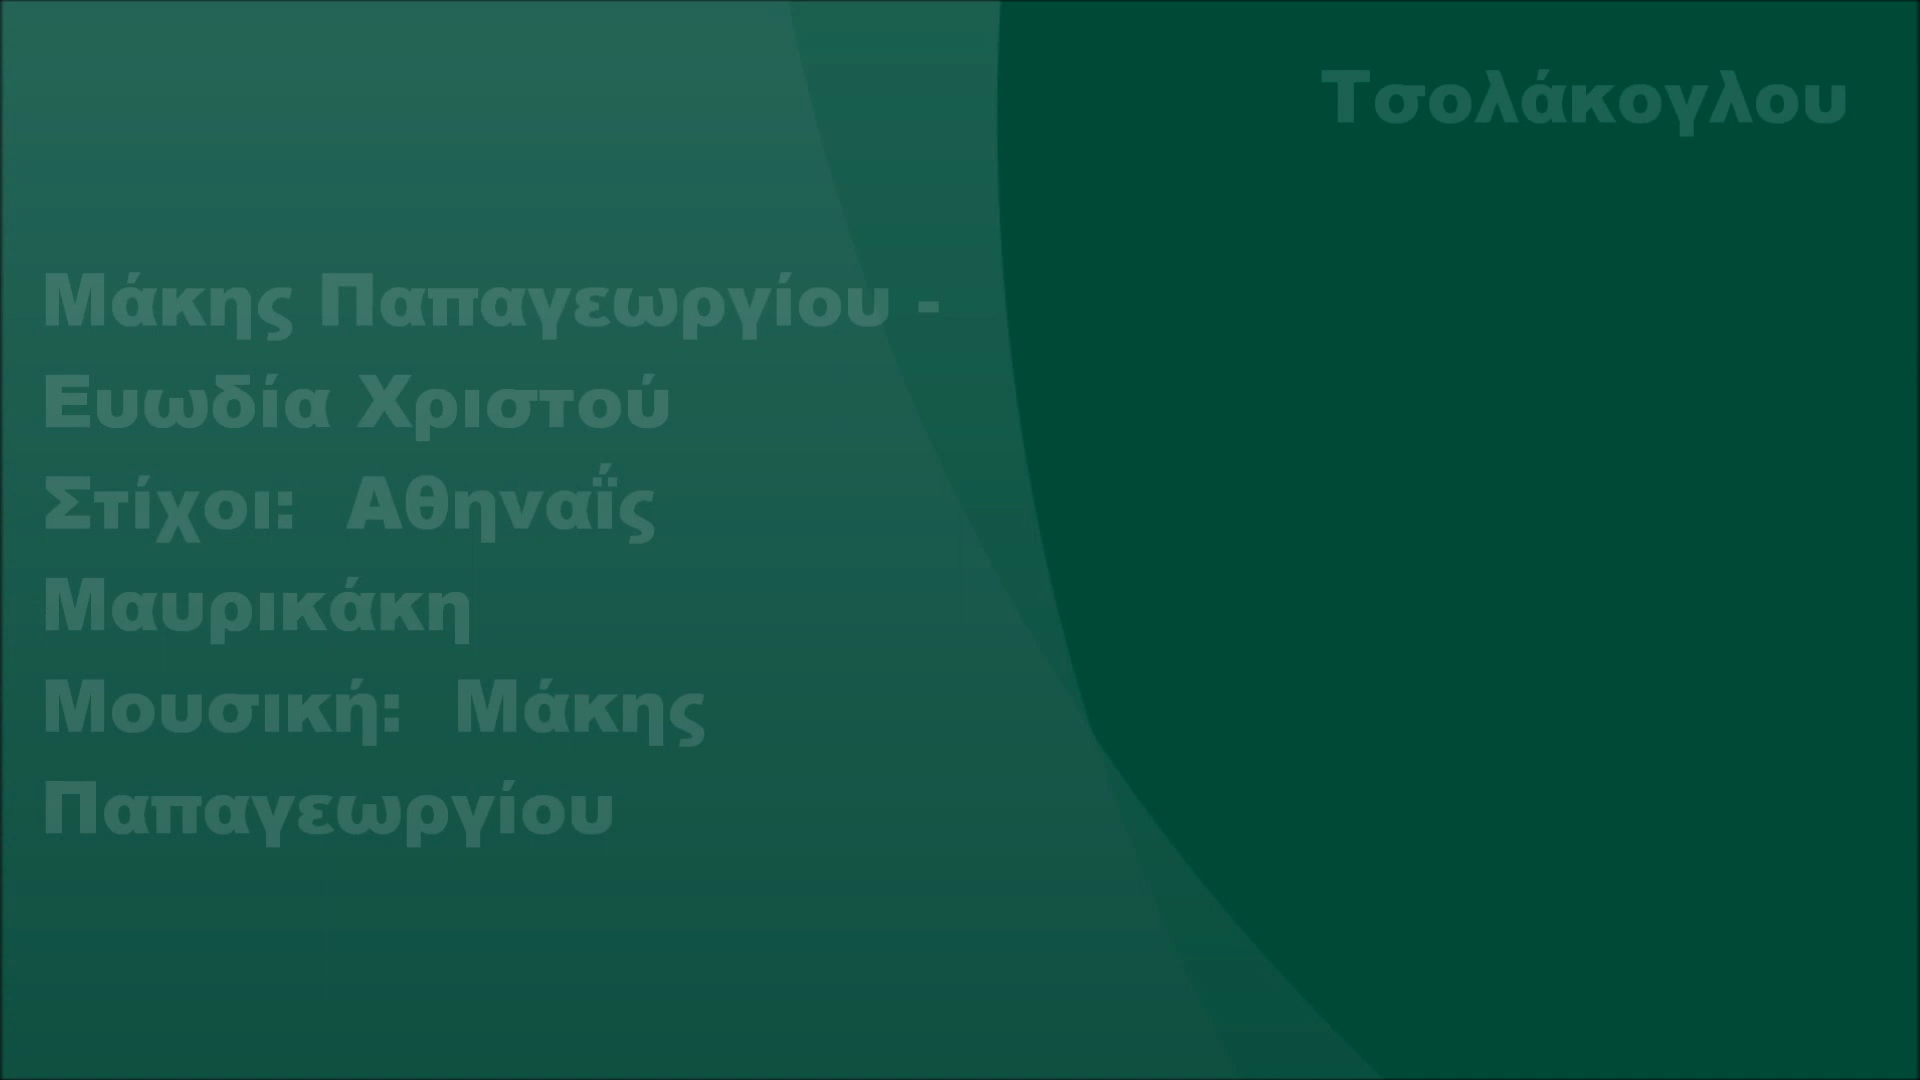 Τσολάκογλου
Μάκης Παπαγεωργίου -
Ευωδία Χριστού
Στίχοι:  Αθηναΐς
Μαυρικάκη
Μουσική:  Μάκης
Παπαγεωργίου